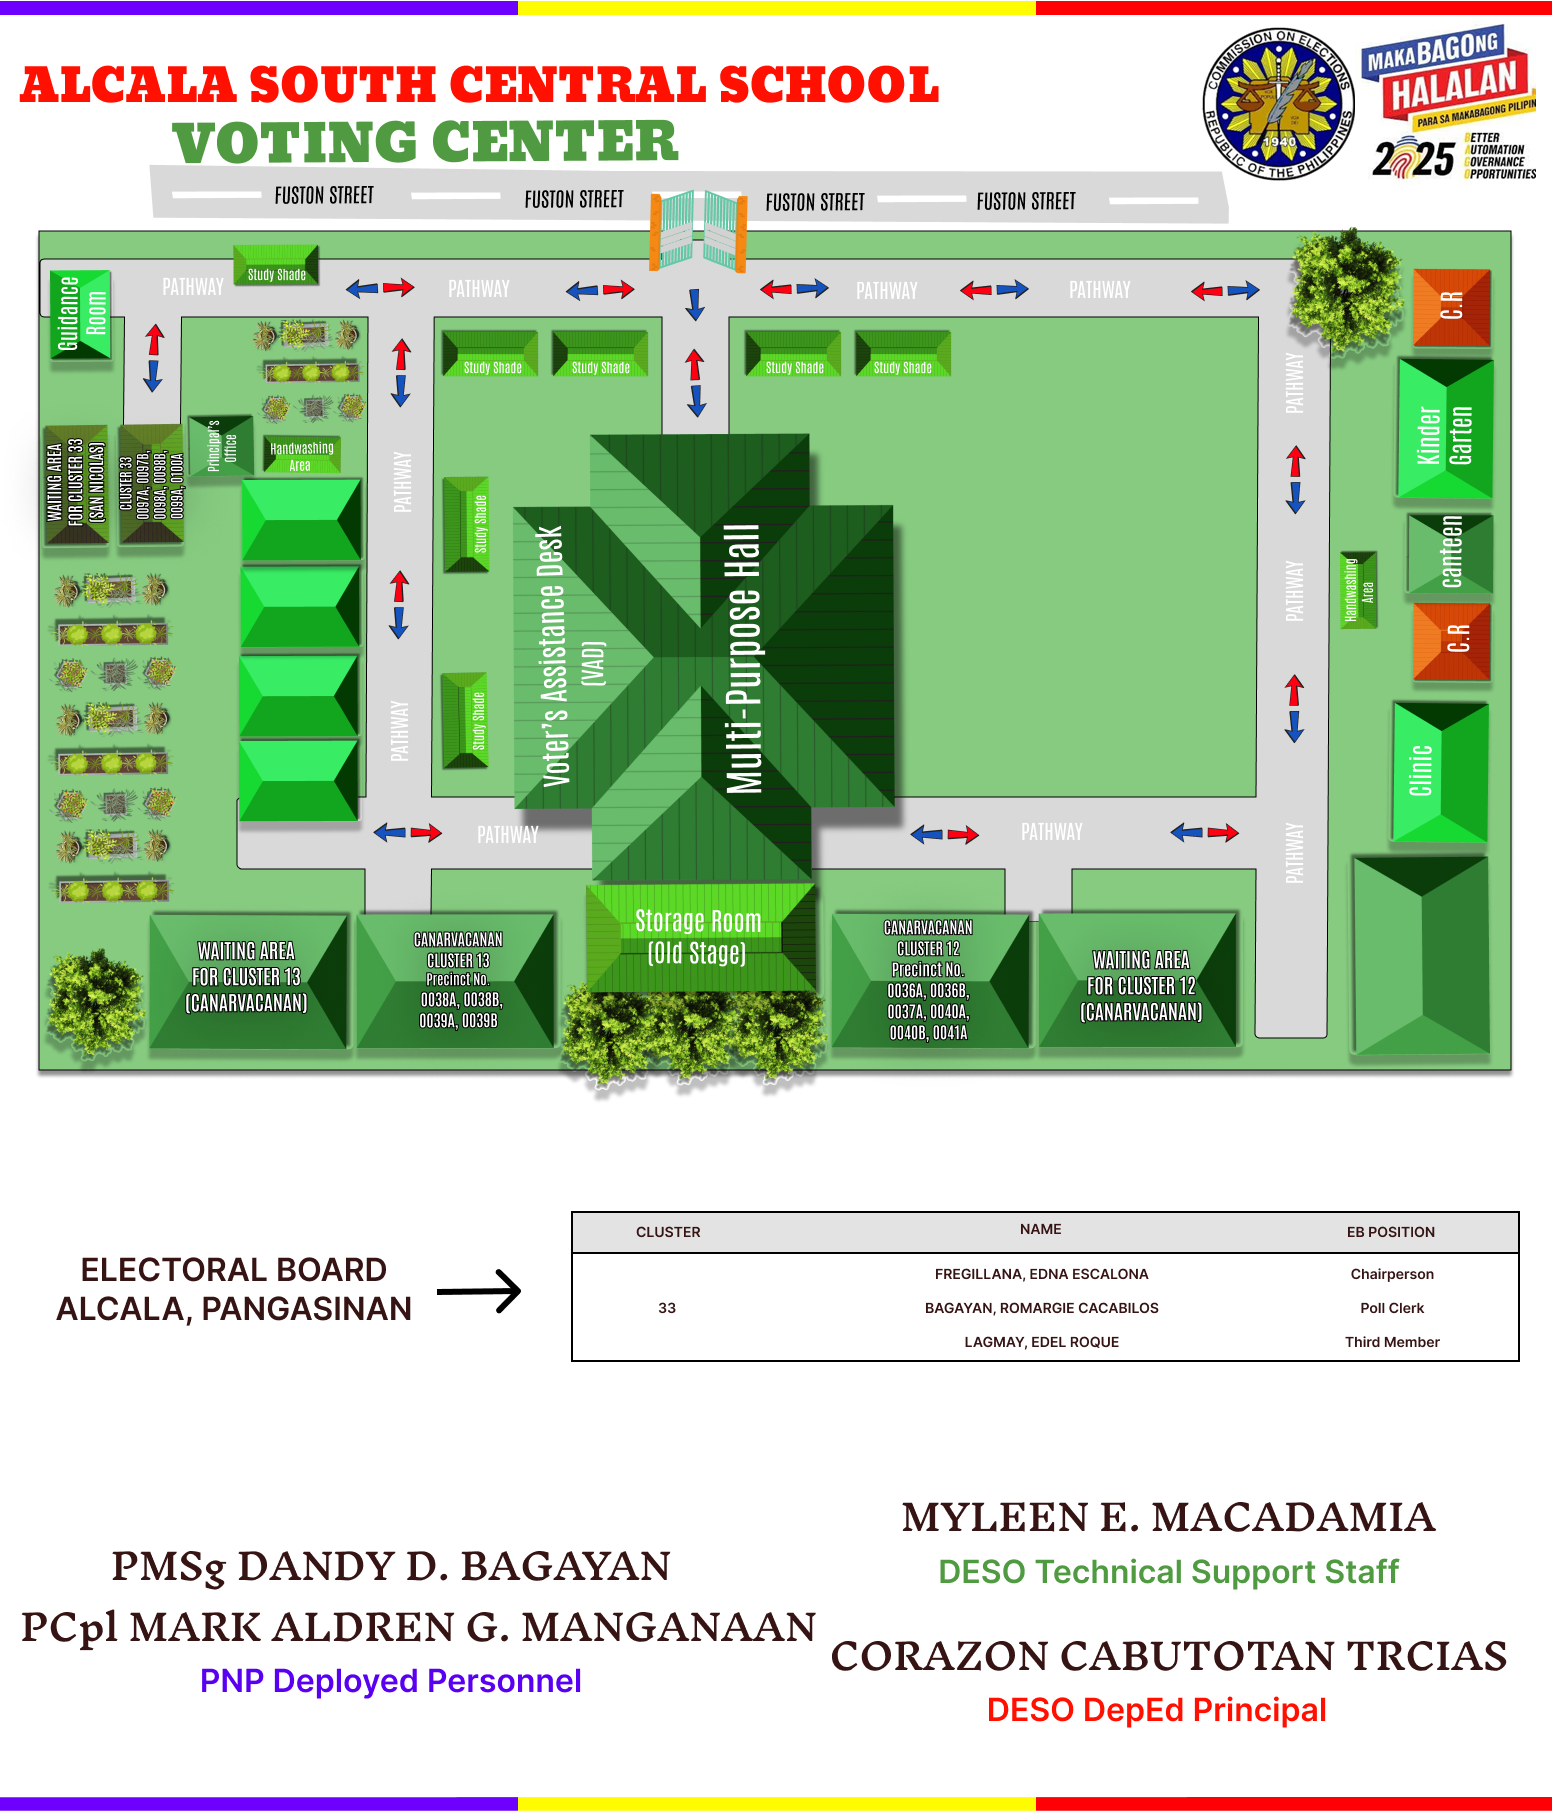 ALCALA SOUTH CENTRAL SCHOOL
VOTING CENTER
COMMISSION ON ELECTIONS
REPUBLIC OF THE PHILIPPINES
1940
MAKABAGONG
HALALAN
PARA SA MAKABAGONG PILIPIN
2025
BETTER
AUTOMATION
GOVERNANCE
OPPORTUNITIES
FUSTON STREET
FUSTON STREET
FUSTON STREET
FUSTON STREET
Guidance
Room
PATHWAY
Study Shade
PATHWAY
PATHWAY
PATHWAY
C.R
Study Shade
Study Shade
Study Shade
Study Shade
PATHWAY
Kinder
Garten
WAITING AREA
FOR CLUSTER 33
(SAN NICOLAS)
CLUSTER 33
0097A, 0097B,
0098A, 0098B,
0099A, 0100A
Principal's
Office
Handwashing
Area
PATHWAY
Study Shade
Voter's Assistance Desk
(VAD)
Multi-Purpose Hall
PATHWAY
Handwashing
Area
canteen
C.R
PATHWAY
Study Shade
Clinic
PATHWAY
PATHWAY
PATHWAY
WAITING AREA
FOR CLUSTER 13
(CANARVACANAN)
CANARVACANAN
CLUSTER 13
Precinct No.
0038A, 0038B,
0039A, 0039B
Storage Room
(Old Stage)
CANARVACANAN
CLUSTER 12
Precinct No.
0036A, 0036B,
0037A, 0040A,
0040B, 0041A
WAITING AREA
FOR CLUSTER 12
(CANARVACANAN)
ELECTORAL BOARD
ALCALA, PANGASINAN
CLUSTER NAME EB POSITION
FREGILLANA, EDNA ESCALONA Chairperson
33 BAGAYAN, ROMARGIE CACABILOS Poll Clerk
LAGMAY, EDEL ROQUE Third Member
PMSg DANDY D. BAGAYAN
PCpl MARK ALDREN G. MANGANAAN
PNP Deployed Personnel
MYLEEN E. MACADAMIA
DESO Technical Support Staff
CORAZON CABUTOTAN TRCIAS
DESO DepEd Principal